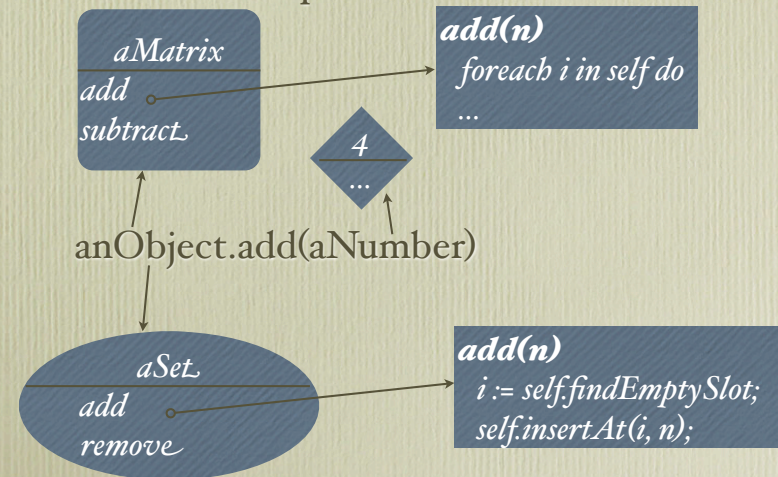 aMatrix
add
subtract
add(n)
foreach i in self do
...
4
...
anObject.add(aNumber)
aSet
add
remove
add(n)
i := self.findEmptySlot;
self.insertAt(i, n);